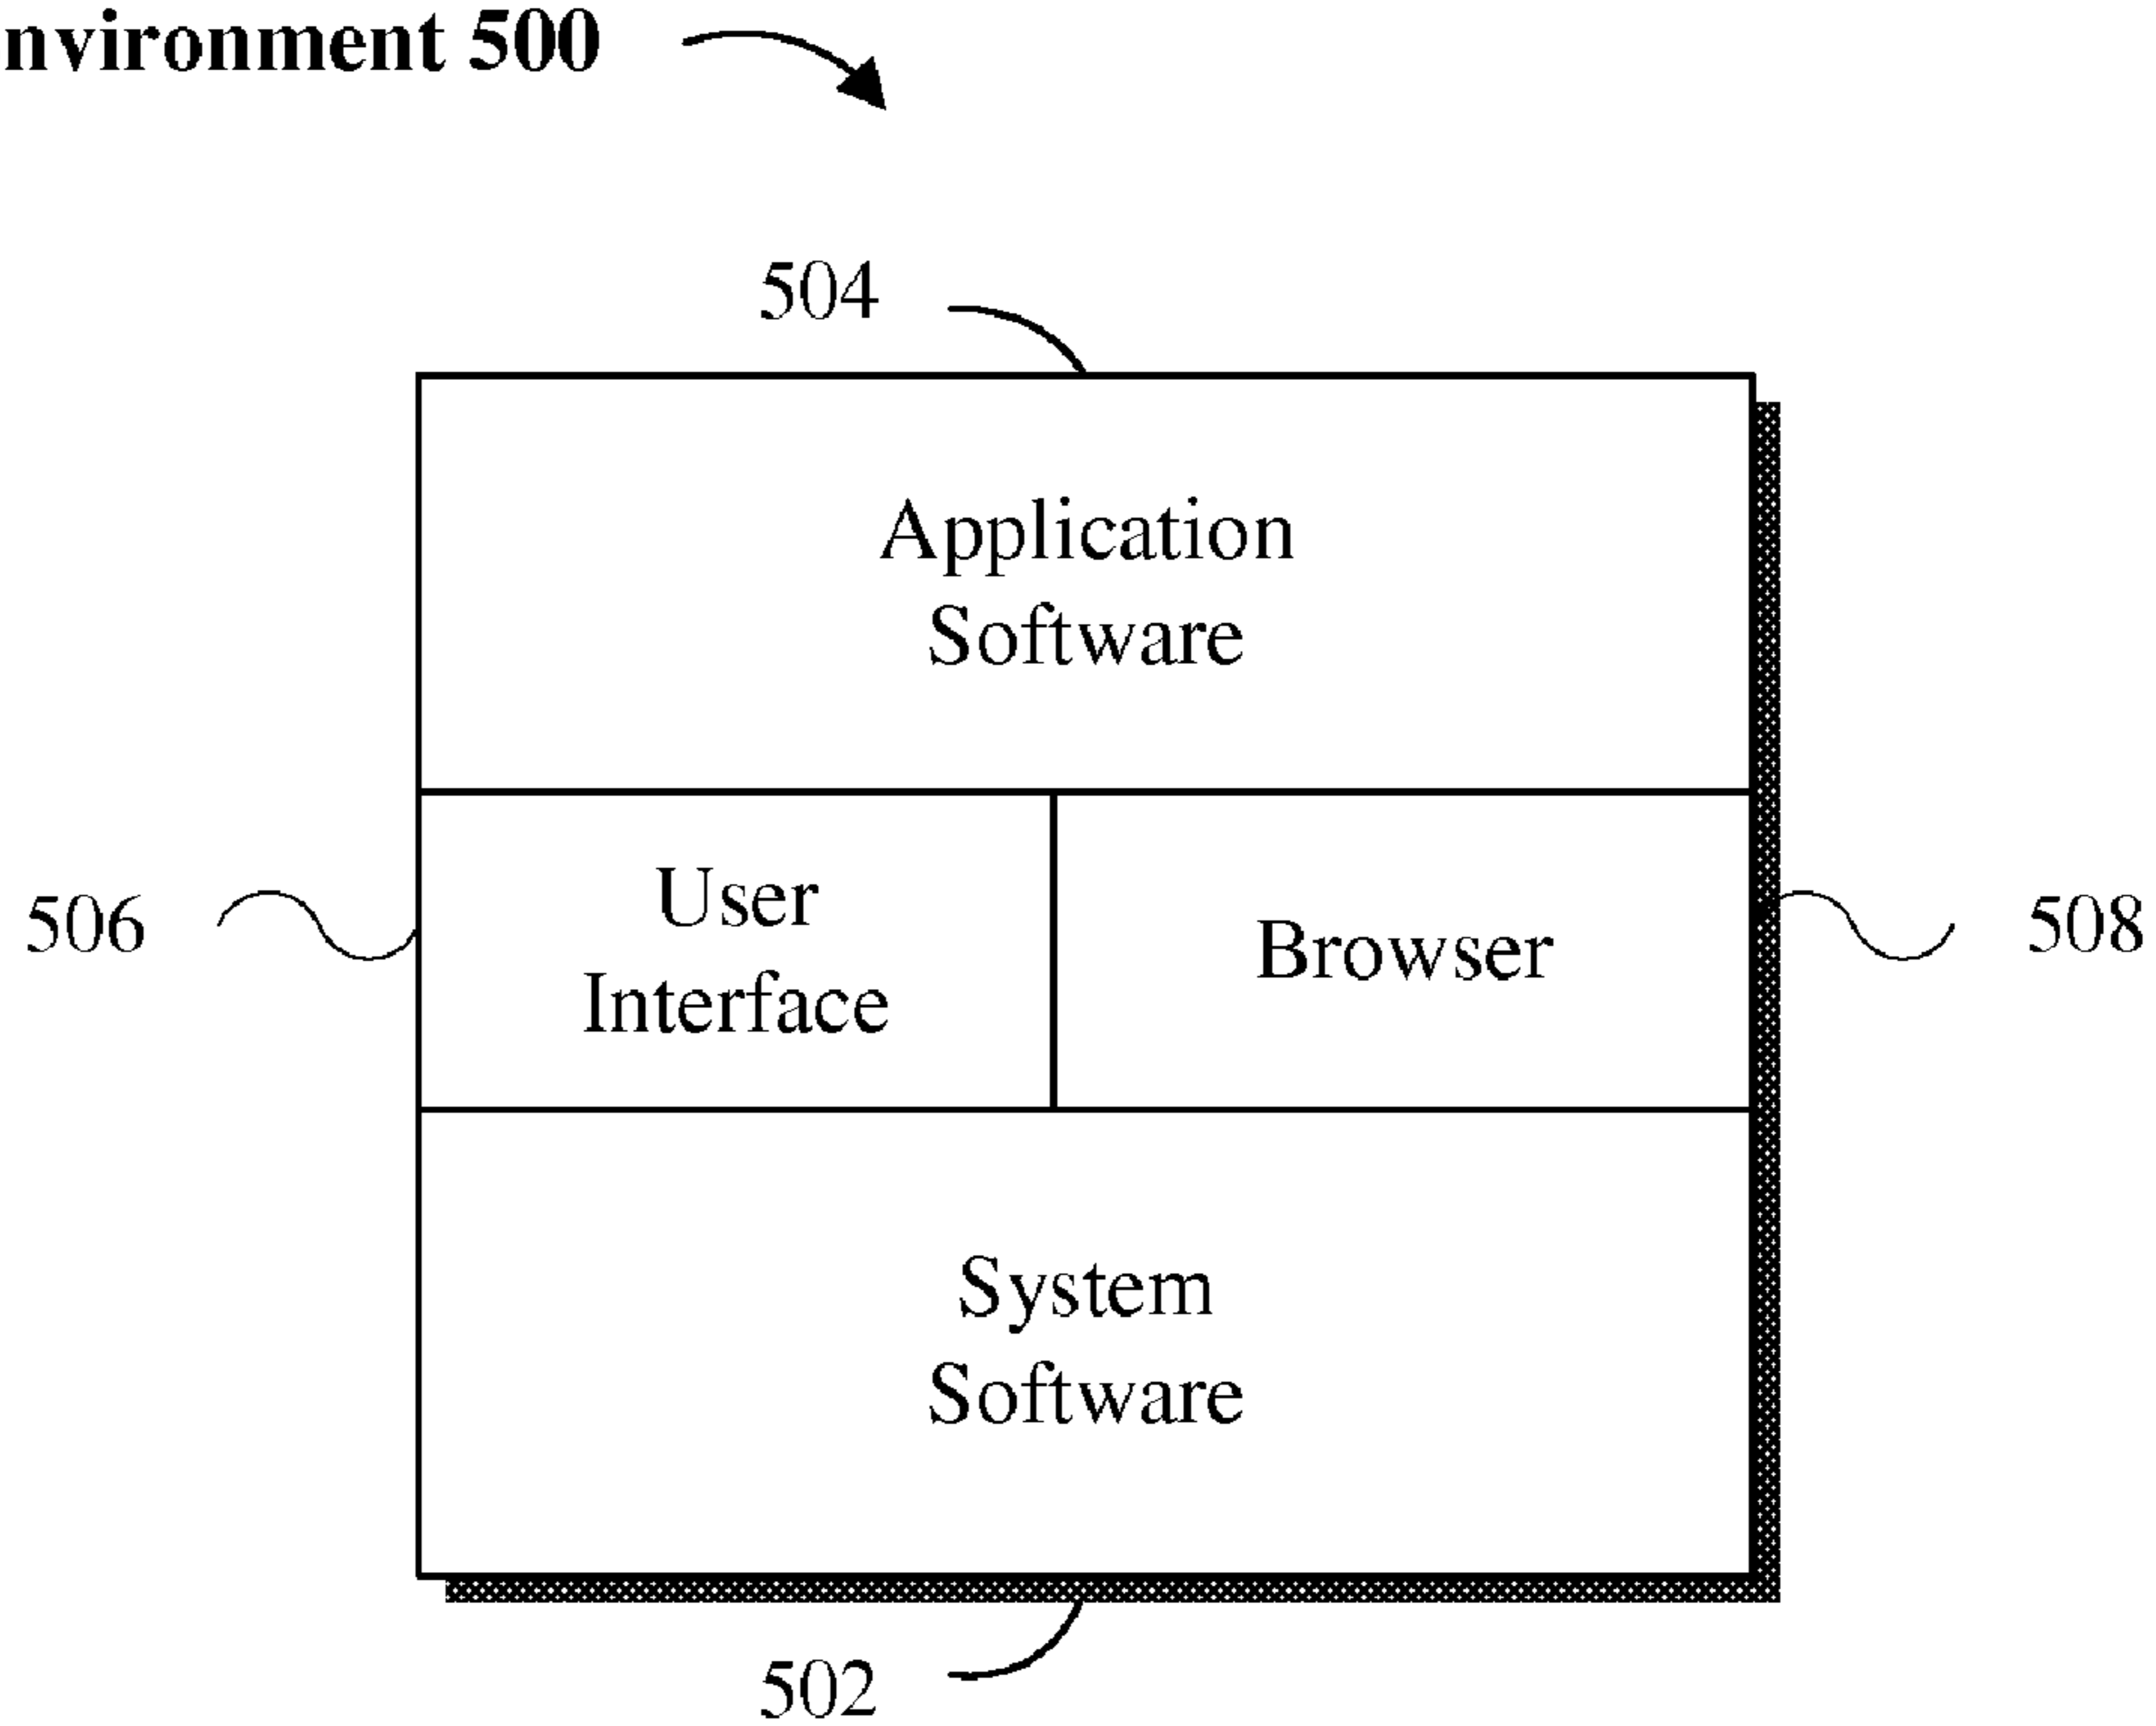 nvironment 500
504
Application
Software
506
User
Interface
Browser
508
System
Software
502